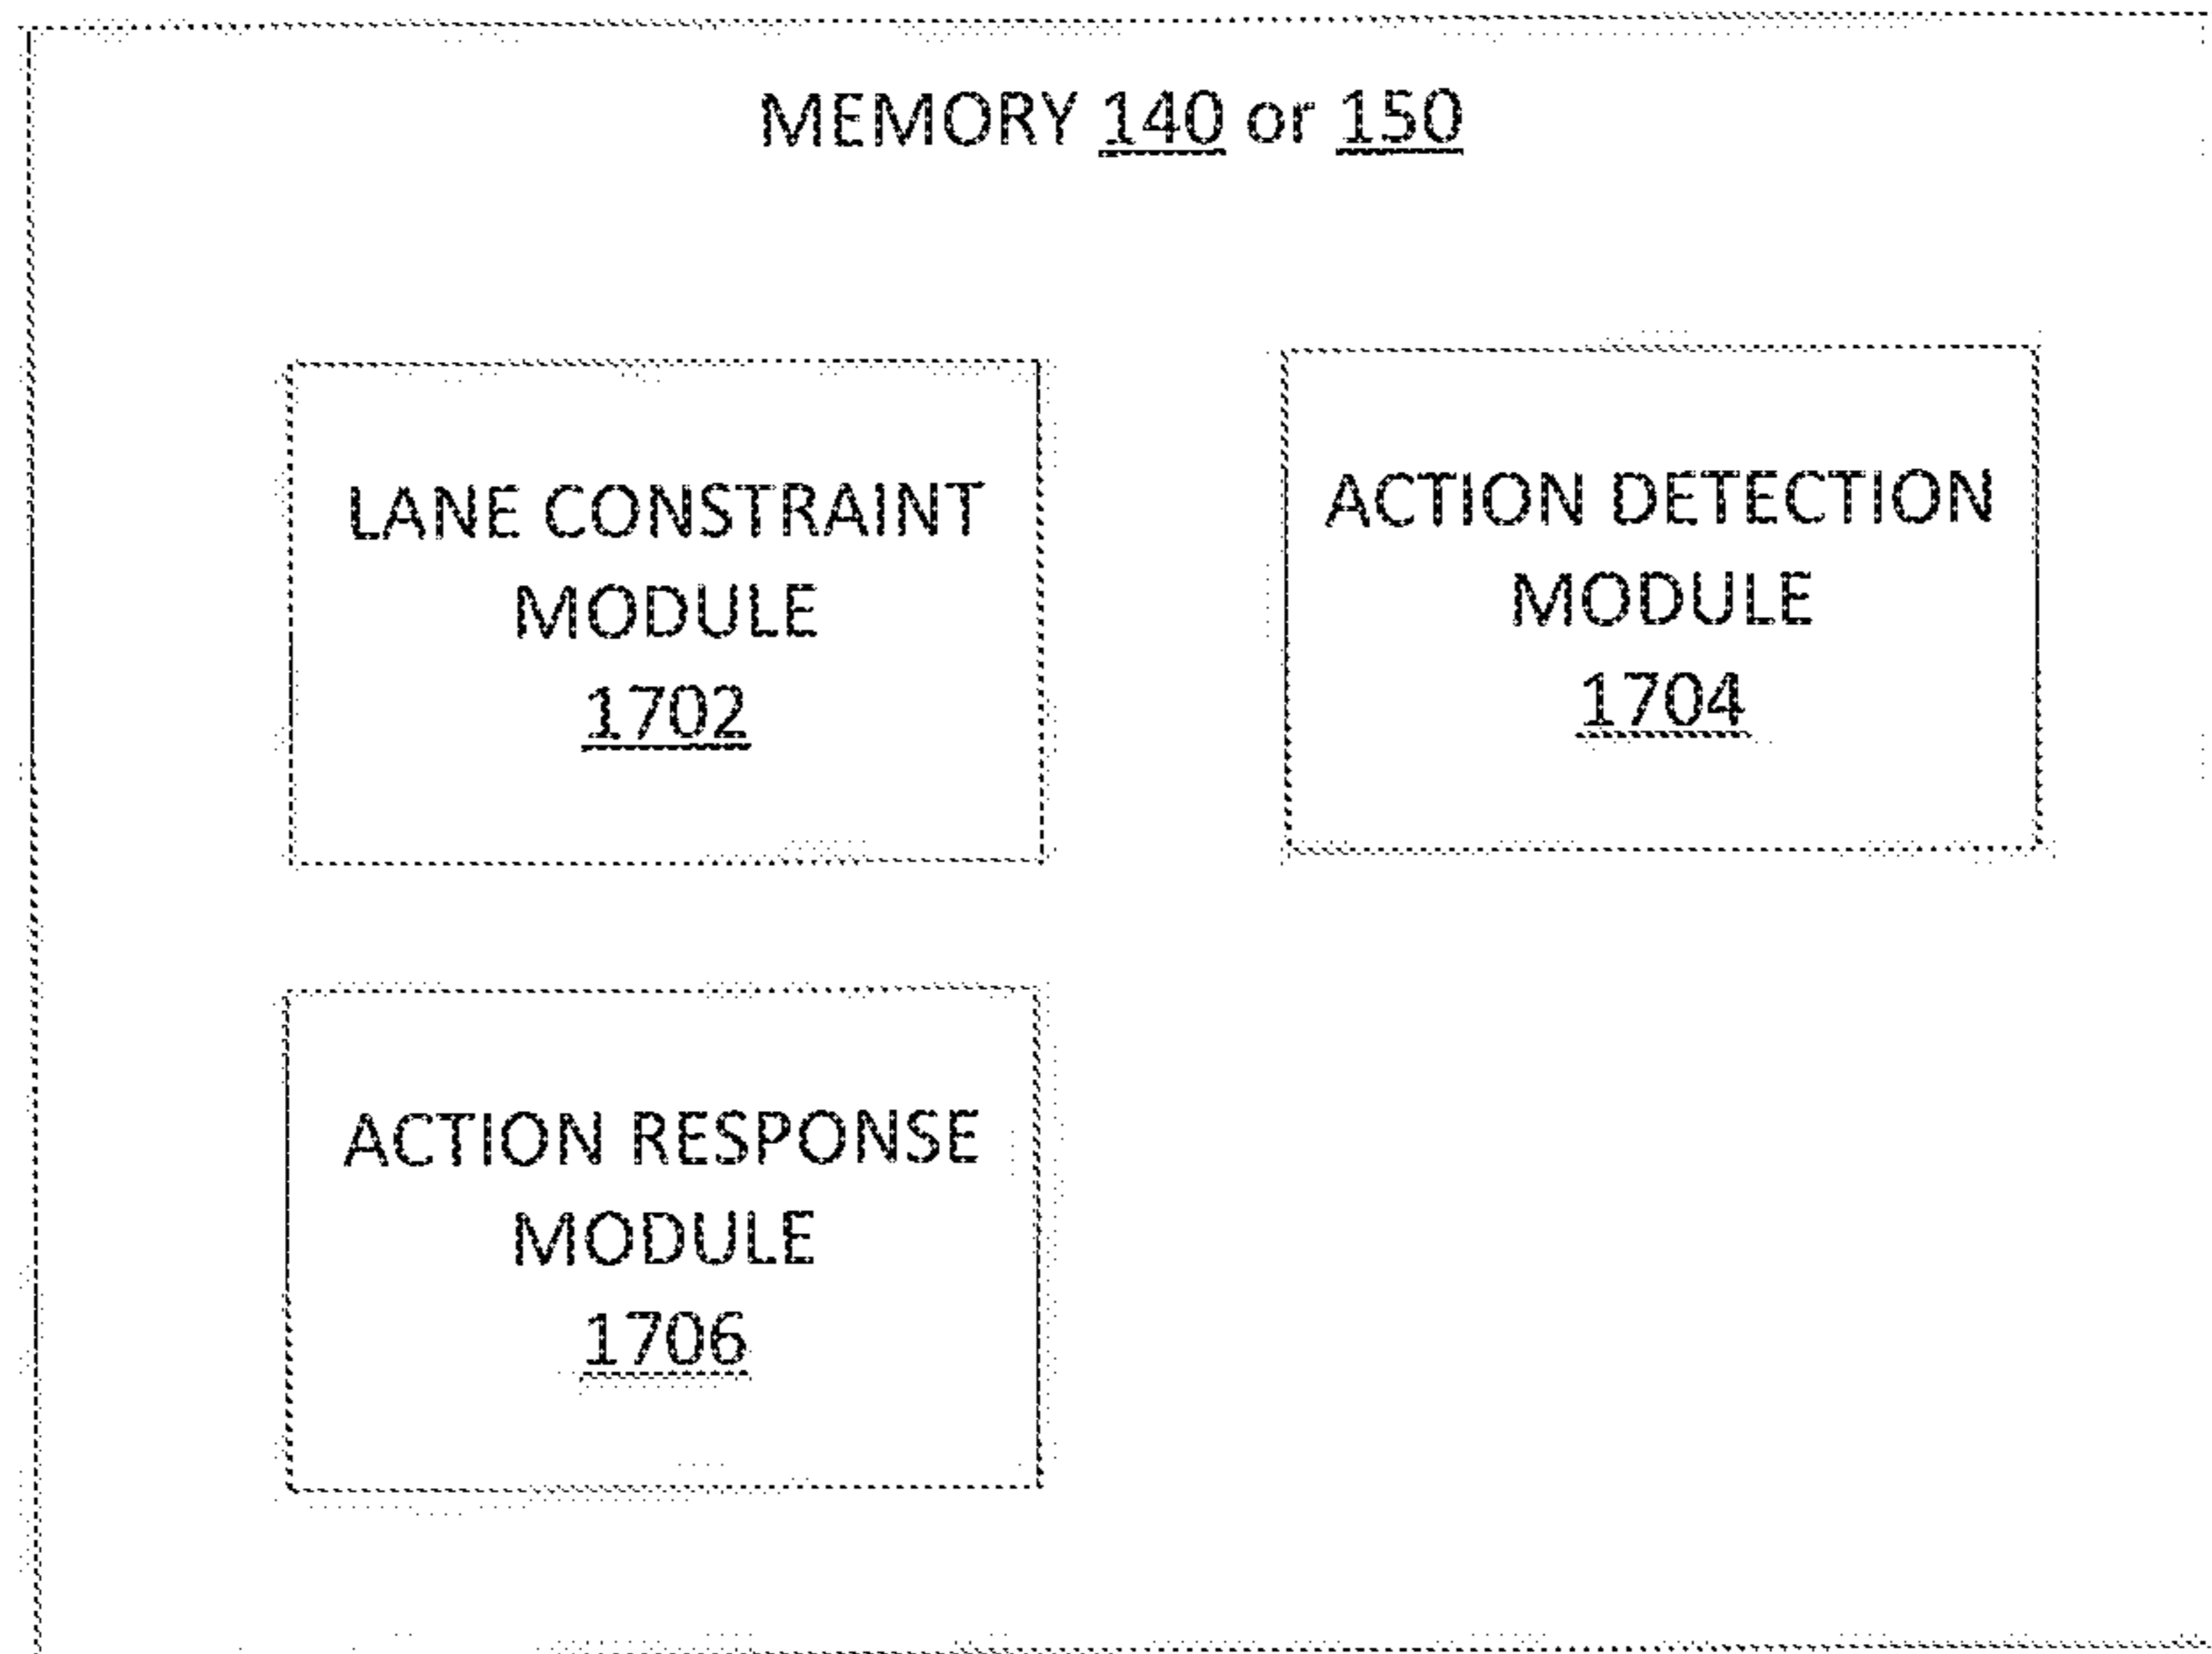 MEMORY 140 or 150
LANE CONSTRAINT
MODULE
1702
ACTION DETECTION
MODULE
1704
ACTION RESPONSE
MODULE
1706